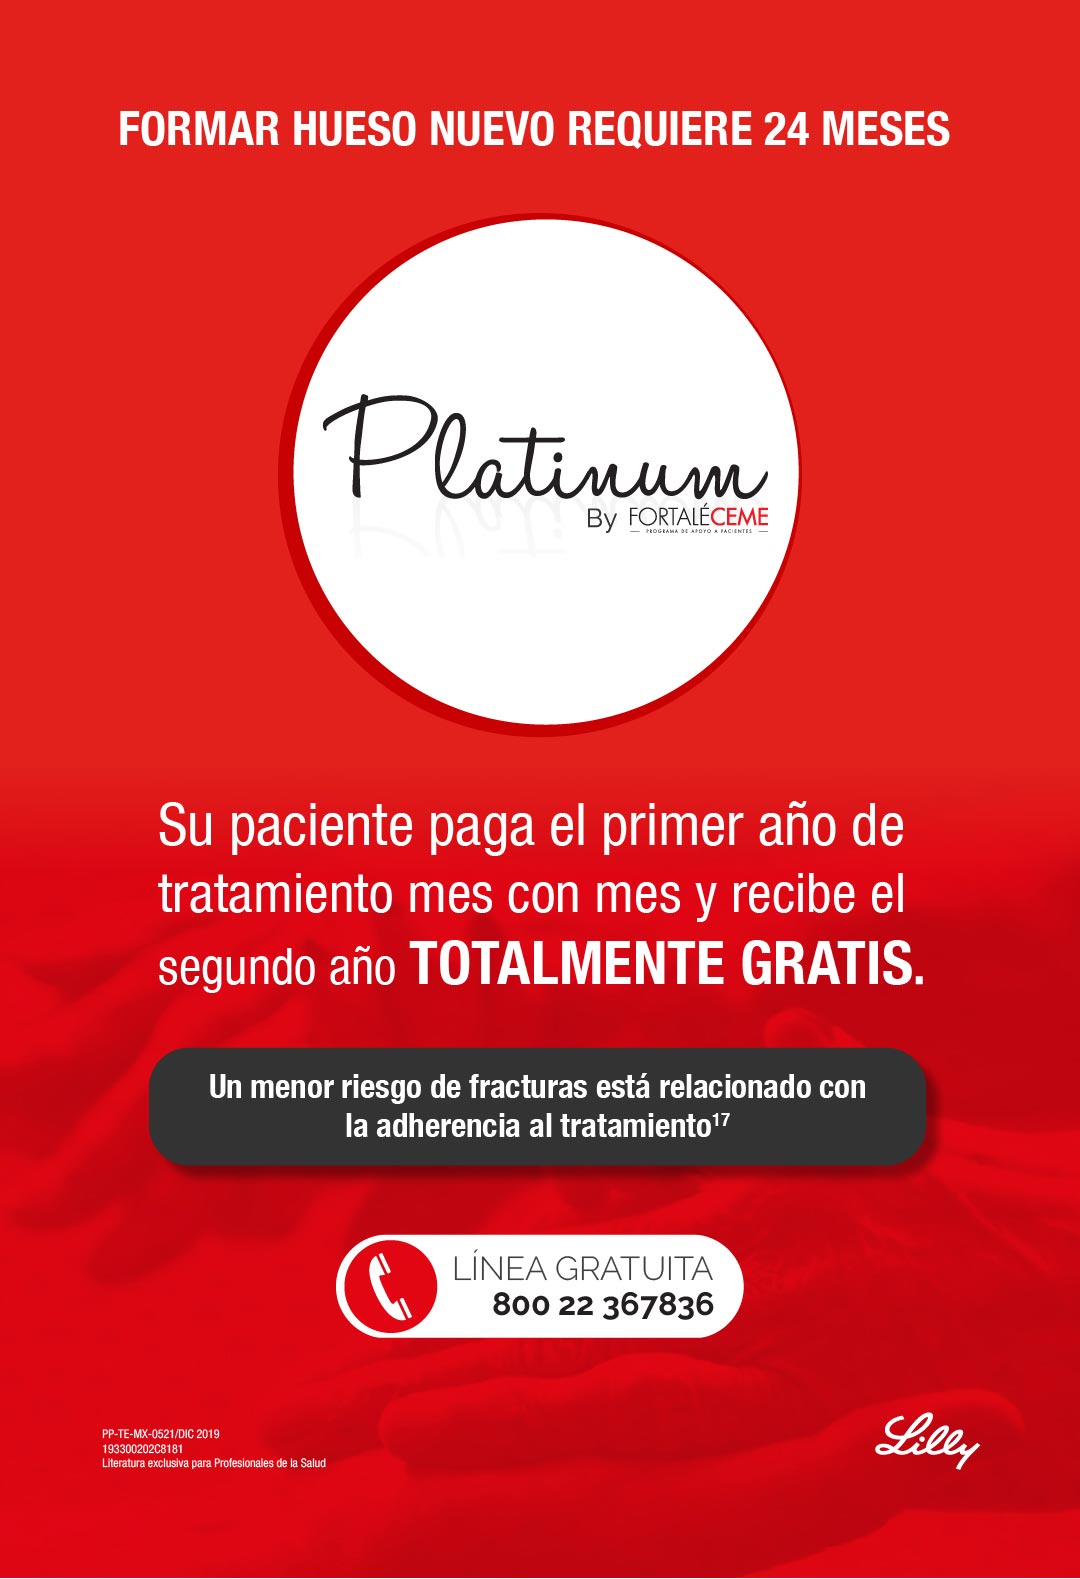 FORMAR HUESO NUEVO REQUIERE 24 MESES
Platinum
By FORTALÉCEME
PROGRAMA DE APOYO A PACIENTES
Su paciente paga el primer año de
tratamiento mes con mes y recibe el
segundo año TOTALMENTE GRATIS.
Un menor riesgo de fracturas está relacionado con
la adherencia al tratamiento17
LÍNEA GRATUITA
800 22 367836
PP-TE-MX-0521/DIC 2019
193300202C8181
Literatura exclusiva para Profesionales de la Salud
Lilly